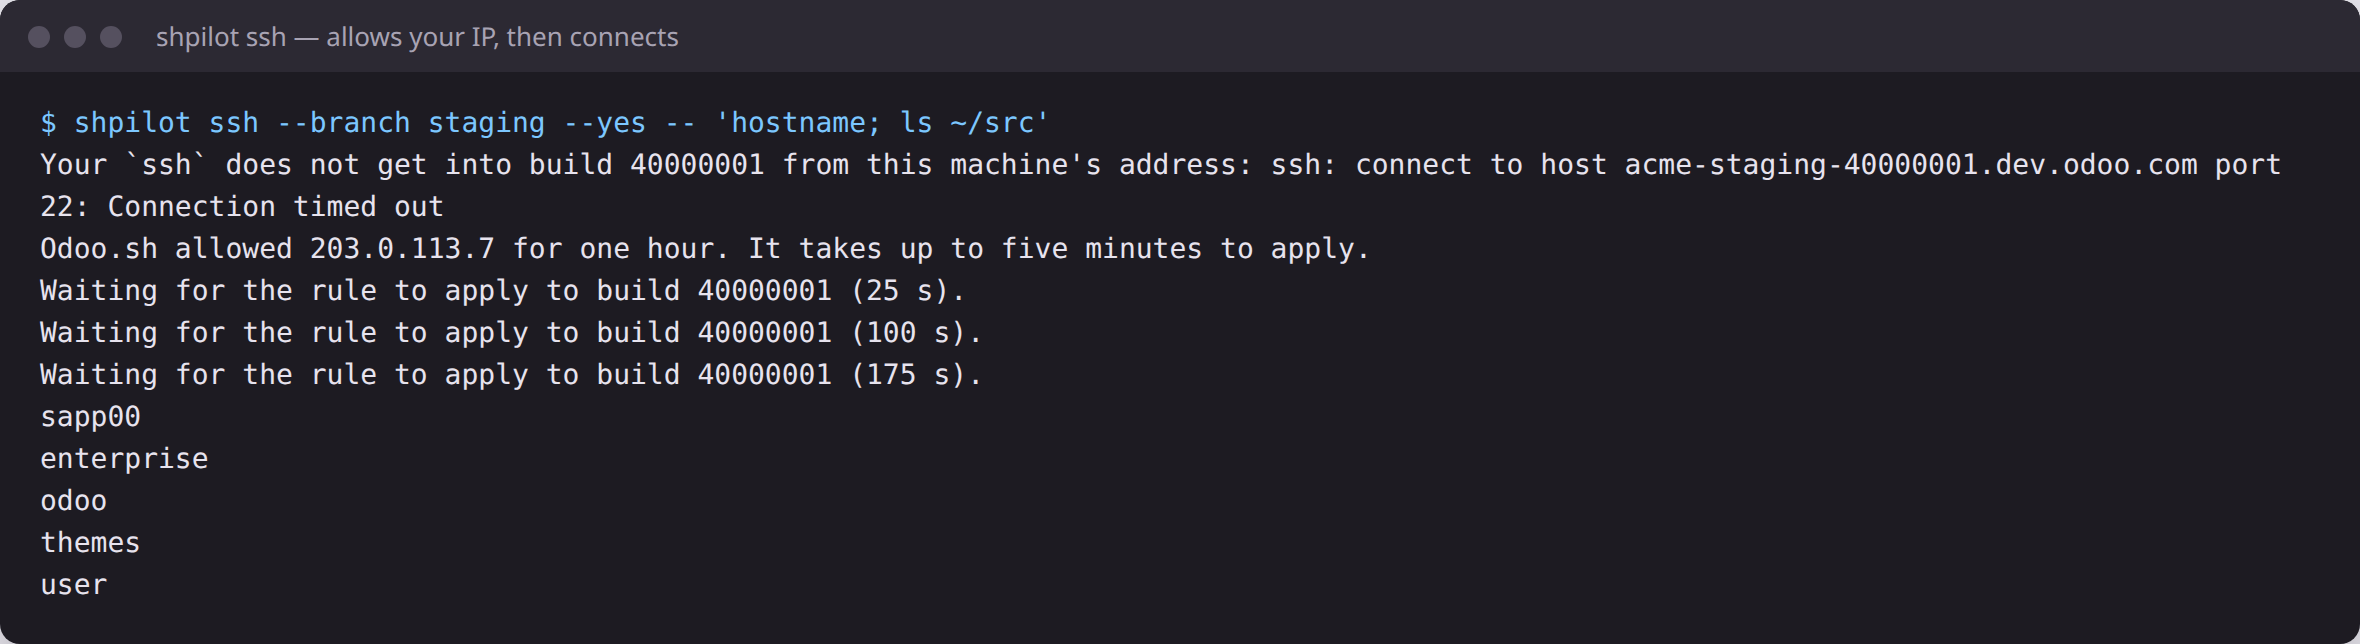 shpilot ssh — allows your IP, then connects
$ shpilot ssh --branch staging --yes -- 'hostname; ls ~/src'
Your `ssh` does not get into build 40000001 from this machine's address: ssh: connect to host acme-staging-40000001.dev.odoo.com port
22: Connection timed out
Odoo.sh allowed 203.0.113.7 for one hour. It takes up to five minutes to apply.
Waiting for the rule to apply to build 40000001 (25 s).
Waiting for the rule to apply to build 40000001 (100 s).
Waiting for the rule to apply to build 40000001 (175 s).
sapp00
enterprise
odoo
themes
user